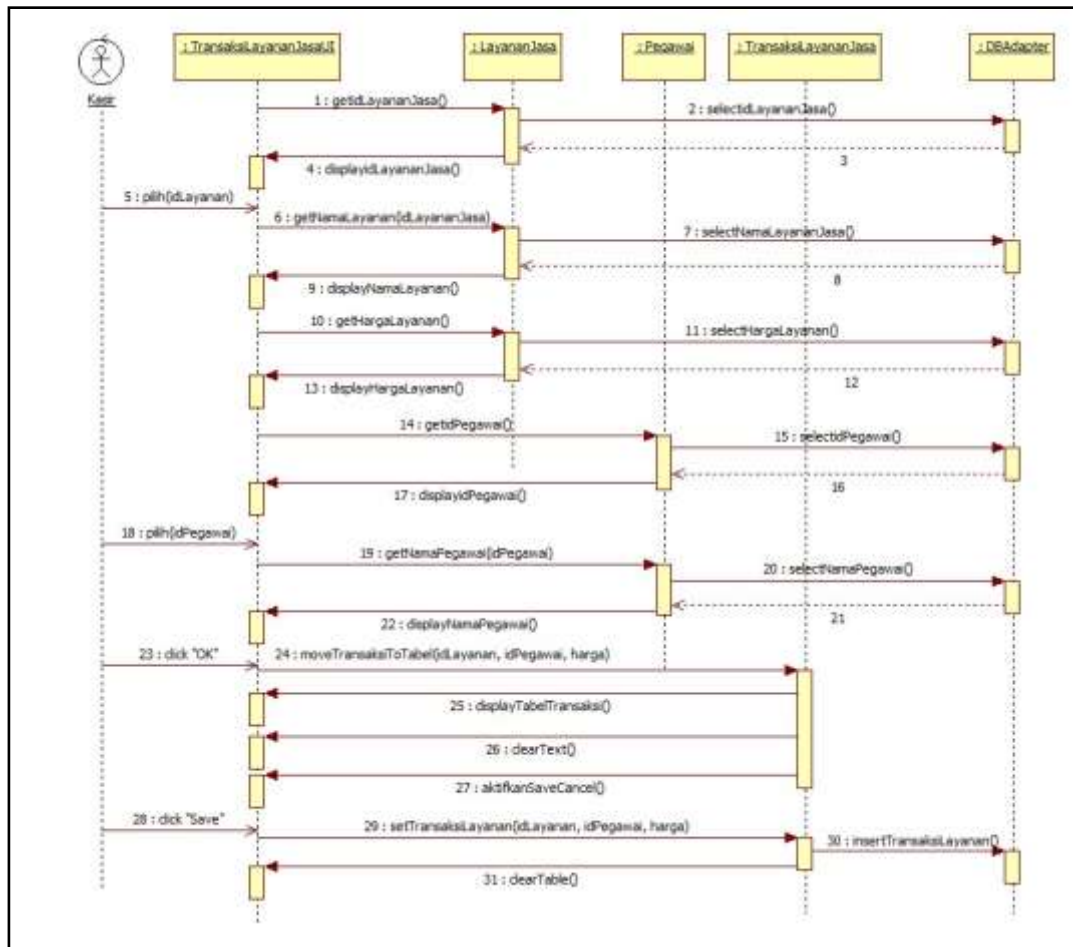 : TransaksiLayananJasaUI
: LayananJasa
: Pegawai
: TransaksiLayananJasa
: DBAdapter
Kasir
1 : getidLayananJasa()
2 : selectidLayananJasa()
3
4 : displayidLayananJasa()
5 : pilih(idLayanan)
6 : getNamaLayanan(idLayananJasa)
7 : selectNamaLayananJasa()
8
9 : displayNamaLayanan()
10 : getHargaLayanan()
11 : selectHargaLayanan()
12
13 : displayHargaLayanan()
14 : getidPegawai()
15 : selectidPegawai()
16
17 : displayidPegawai()
18 : pilih(idPegawai)
19 : getNamaPegawai(idPegawai)
20 : selectNamaPegawai()
21
22 : displayNamaPegawai()
23 : click "OK"
24 : moveTransaksiToTabel(idLayanan, idPegawai, harga)
25 : displayTabelTransaksi()
26 : clearText()
27 : aktifkanSaveCancel()
28 : click "Save"
29 : setTransaksiLayanan(idLayanan, idPegawai, harga)
30 : insertTransaksiLayanan()
31 : clearTable()